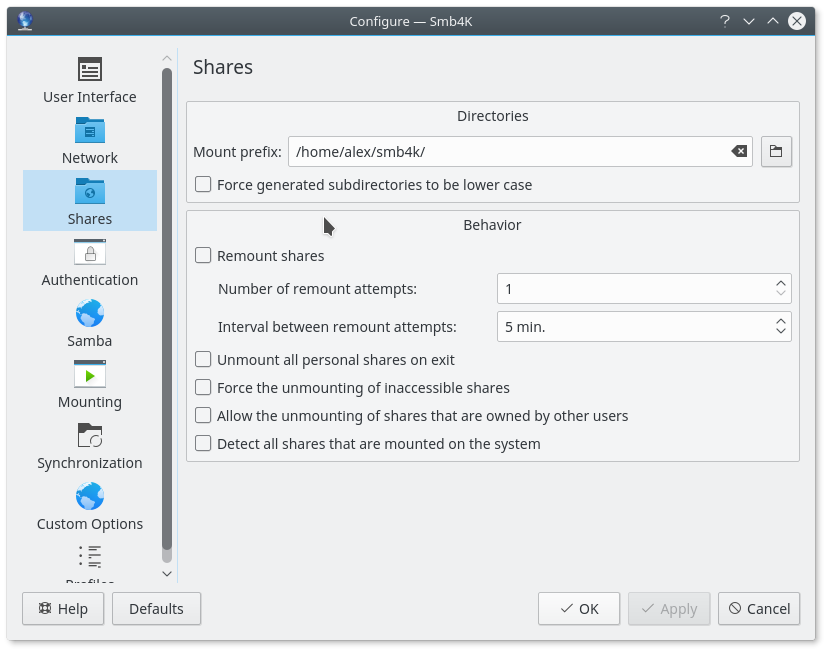 Configure — Smb4K
User Interface
Network
Shares
Authentication
Samba
Mounting
Synchronization
Custom Options
Profiles
Shares
Directories
Mount prefix: /home/alex/smb4k/
Force generated subdirectories to be lower case
Behavior
Remount shares
Number of remount attempts: 1
Interval between remount attempts: 5 min.
Unmount all personal shares on exit
Force the unmounting of inaccessible shares
Allow the unmounting of shares that are owned by other users
Detect all shares that are mounted on the system
Help Defaults OK Apply Cancel